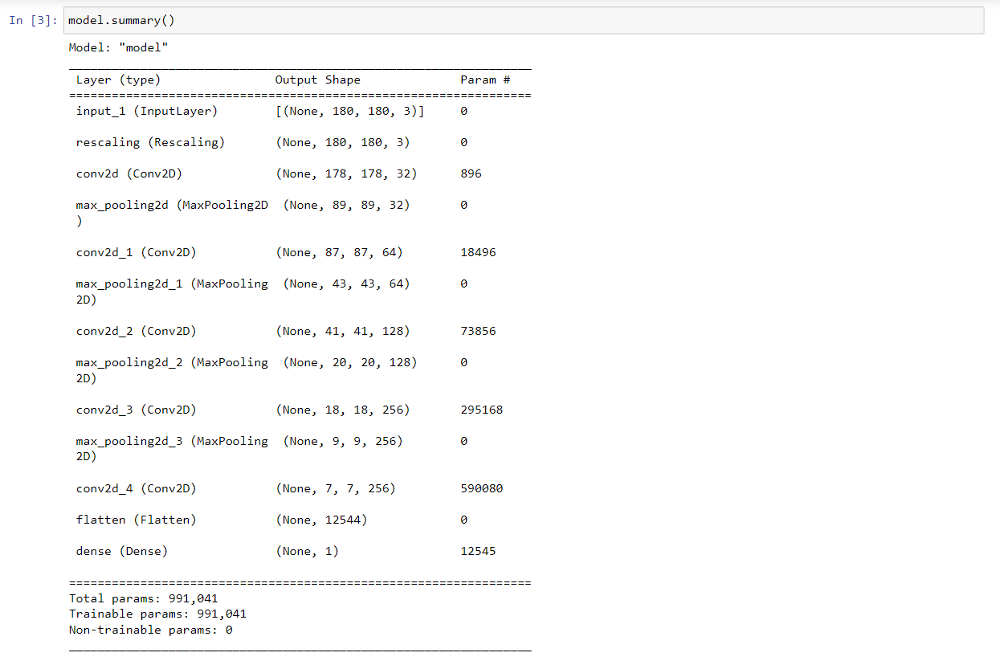 In [3]: model.summary()
Model: "model"
_________________________________________________________________
Layer (type) Output Shape Param #
=================================================================
input_1 (InputLayer) [(None, 180, 180, 3)] 0
rescaling (Rescaling) (None, 180, 180, 3) 0
conv2d (Conv2D) (None, 178, 178, 32) 896
max_pooling2d (MaxPooling2D (None, 89, 89, 32) 0
)
conv2d_1 (Conv2D) (None, 87, 87, 64) 18496
max_pooling2d_1 (MaxPooling (None, 43, 43, 64) 0
2D)
conv2d_2 (Conv2D) (None, 41, 41, 128) 73856
max_pooling2d_2 (MaxPooling (None, 20, 20, 128) 0
2D)
conv2d_3 (Conv2D) (None, 18, 18, 256) 295168
max_pooling2d_3 (MaxPooling (None, 9, 9, 256) 0
2D)
conv2d_4 (Conv2D) (None, 7, 7, 256) 590080
flatten (Flatten) (None, 12544) 0
dense (Dense) (None, 1) 12545
=================================================================
Total params: 991,041
Trainable params: 991,041
Non-trainable params: 0
_________________________________________________________________